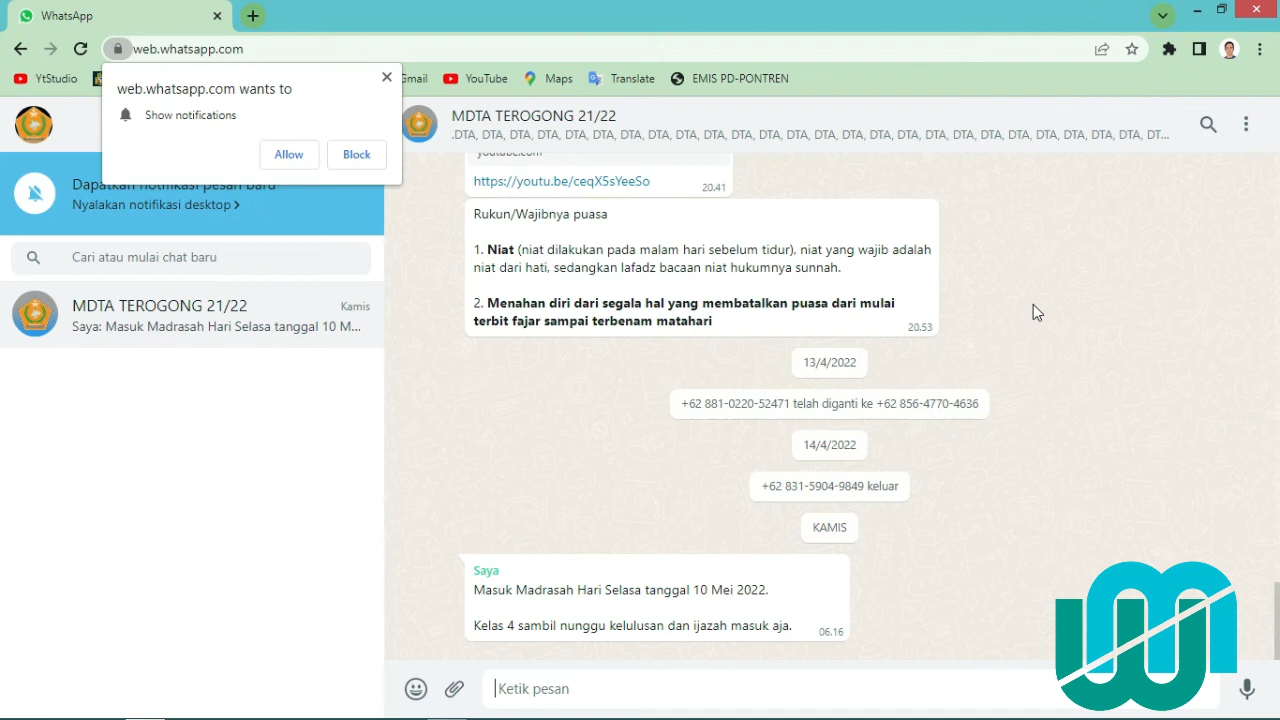 WhatsApp
web.whatsapp.com
YtStudio
Gmail
YouTube
Maps
Translate
EMIS PD-PONTREN
web.whatsapp.com wants to
Show notifications
Allow
Block
Dapatkan notifikasi pesan baru
Nyalakan notifikasi desktop
Cari atau mulai chat baru
MDTA TEROGONG 21/22
Kamis
Saya: Masuk Madrasah Hari Selasa tanggal 10 M...
MDTA TEROGONG 21/22
.DTA, DTA, DTA, DTA, DTA, DTA, DTA, DTA, DTA, DTA, DTA, DTA, DTA, DTA, DTA, DTA, DTA, DTA, DTA, DTA, DTA, DTA, DTA, DTA, DTA, DT...
youtube.com
https://youtu.be/ceqX5sYeeSo
20.41
Rukun/Wajibnya puasa
1. Niat (niat dilakukan pada malam hari sebelum tidur), niat yang wajib adalah
niat dari hati, sedangkan lafadz bacaan niat hukumnya sunnah.
2. Menahan diri dari segala hal yang membatalkan puasa dari mulai
terbit fajar sampai terbenam matahari
20.53
13/4/2022
+62 881-0220-52471 telah diganti ke +62 856-4770-4636
14/4/2022
+62 831-5904-9849 keluar
KAMIS
Saya
Masuk Madrasah Hari Selasa tanggal 10 Mei 2022.
Kelas 4 sambil nunggu kelulusan dan ijazah masuk aja.
06.16
Ketik pesan